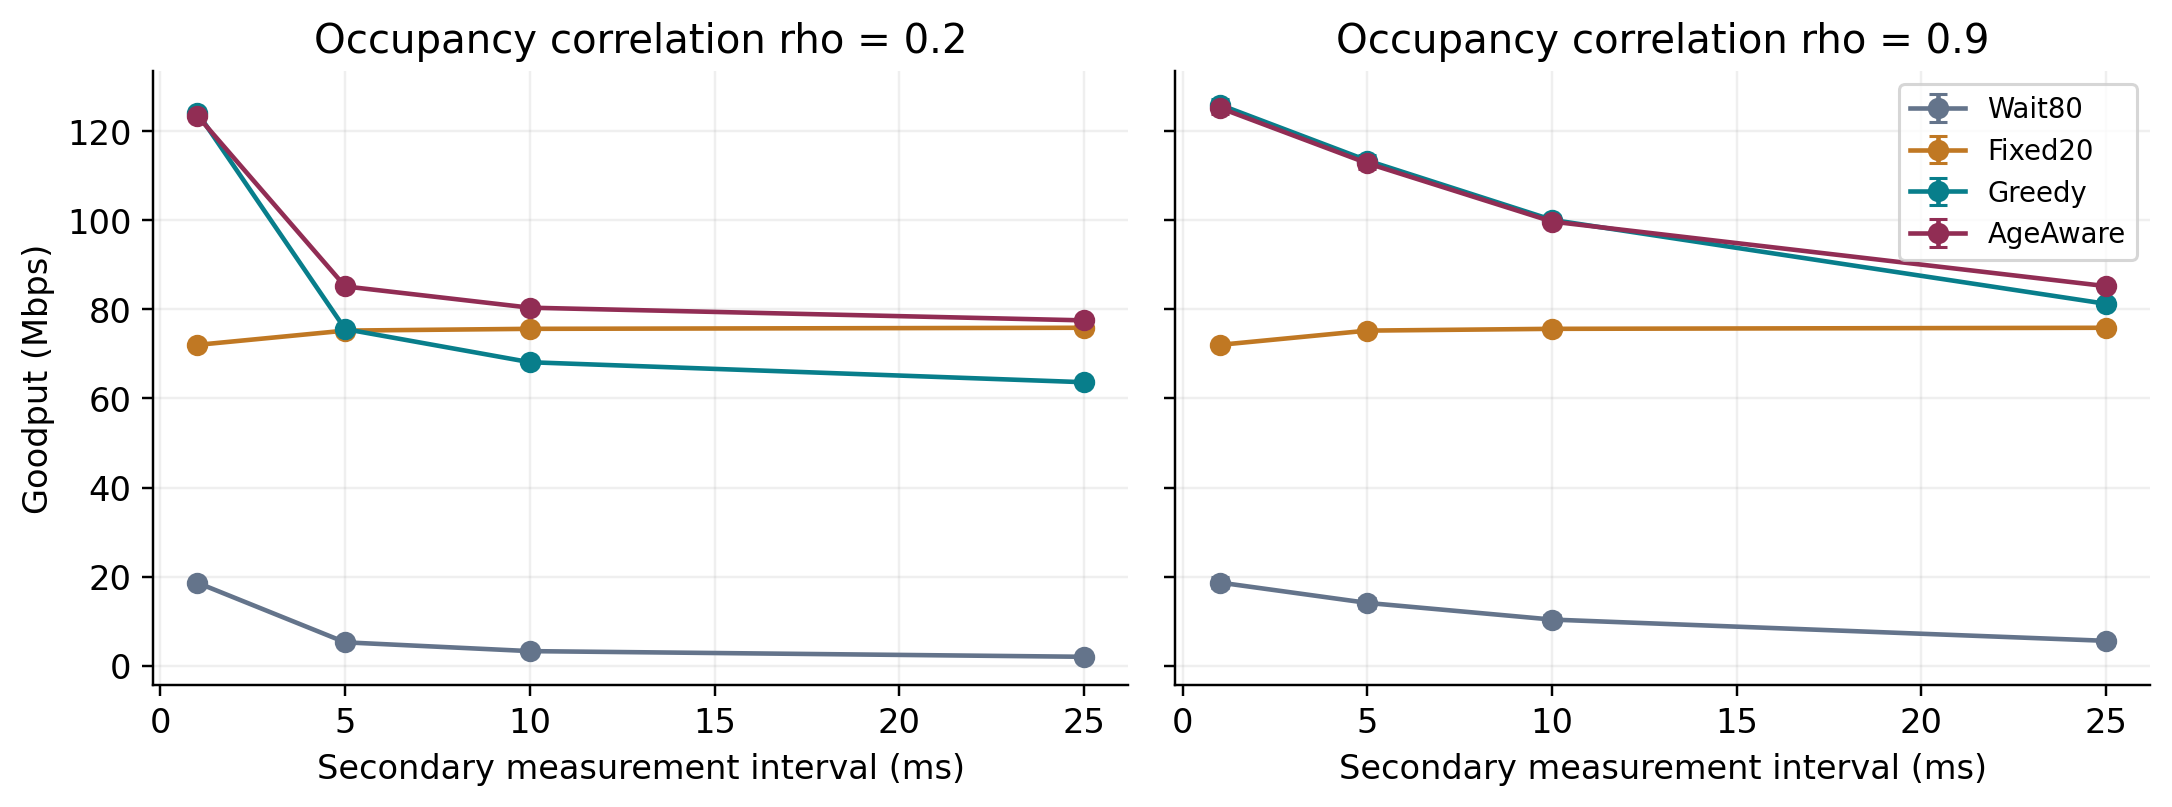 Occupancy correlation rho = 0.2
Occupancy correlation rho = 0.9
Goodput (Mbps)
120
100
80
60
40
20
0
0 5 10 15 20 25
Secondary measurement interval (ms)
Wait80
Fixed20
Greedy
AgeAware
0 5 10 15 20 25
Secondary measurement interval (ms)